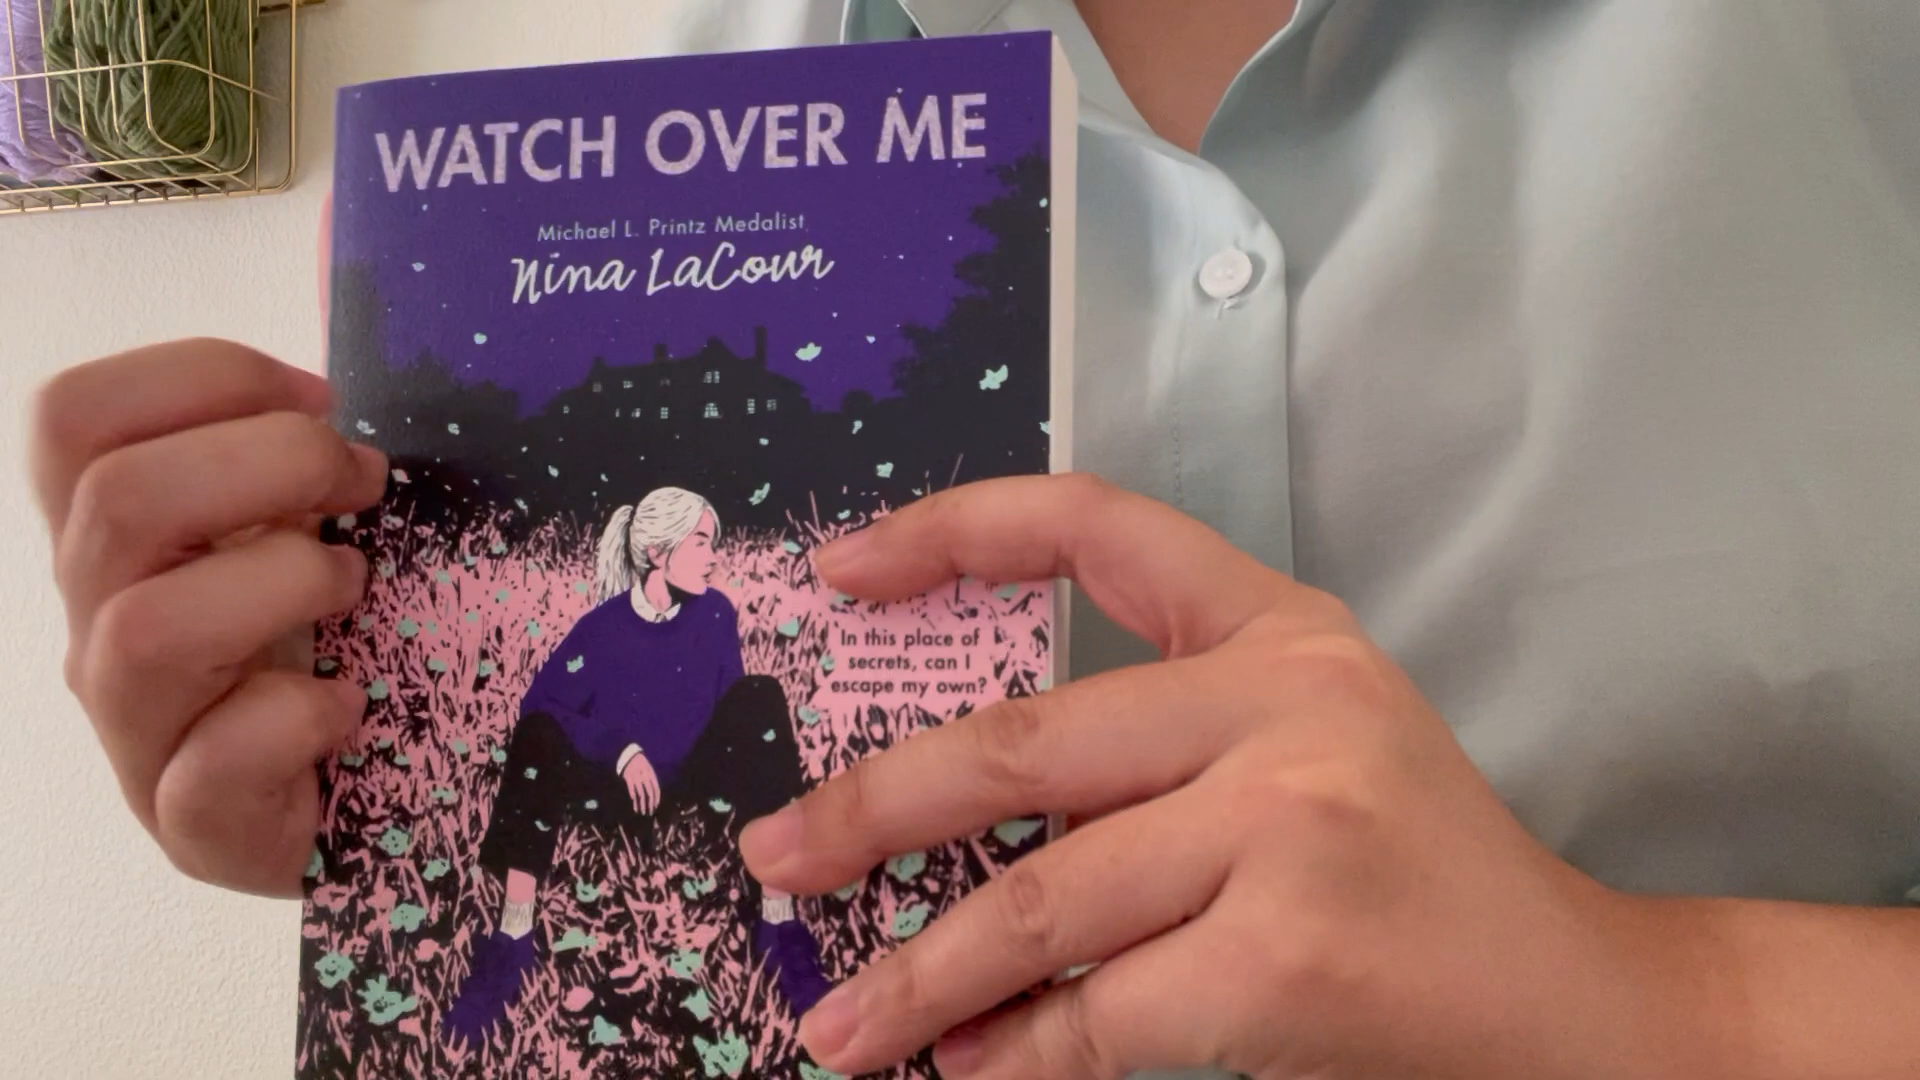 WATCH OVER ME
Michael L. Printz Medalist
Nina LaCour
In this place of
secrets, can I
escape my own?